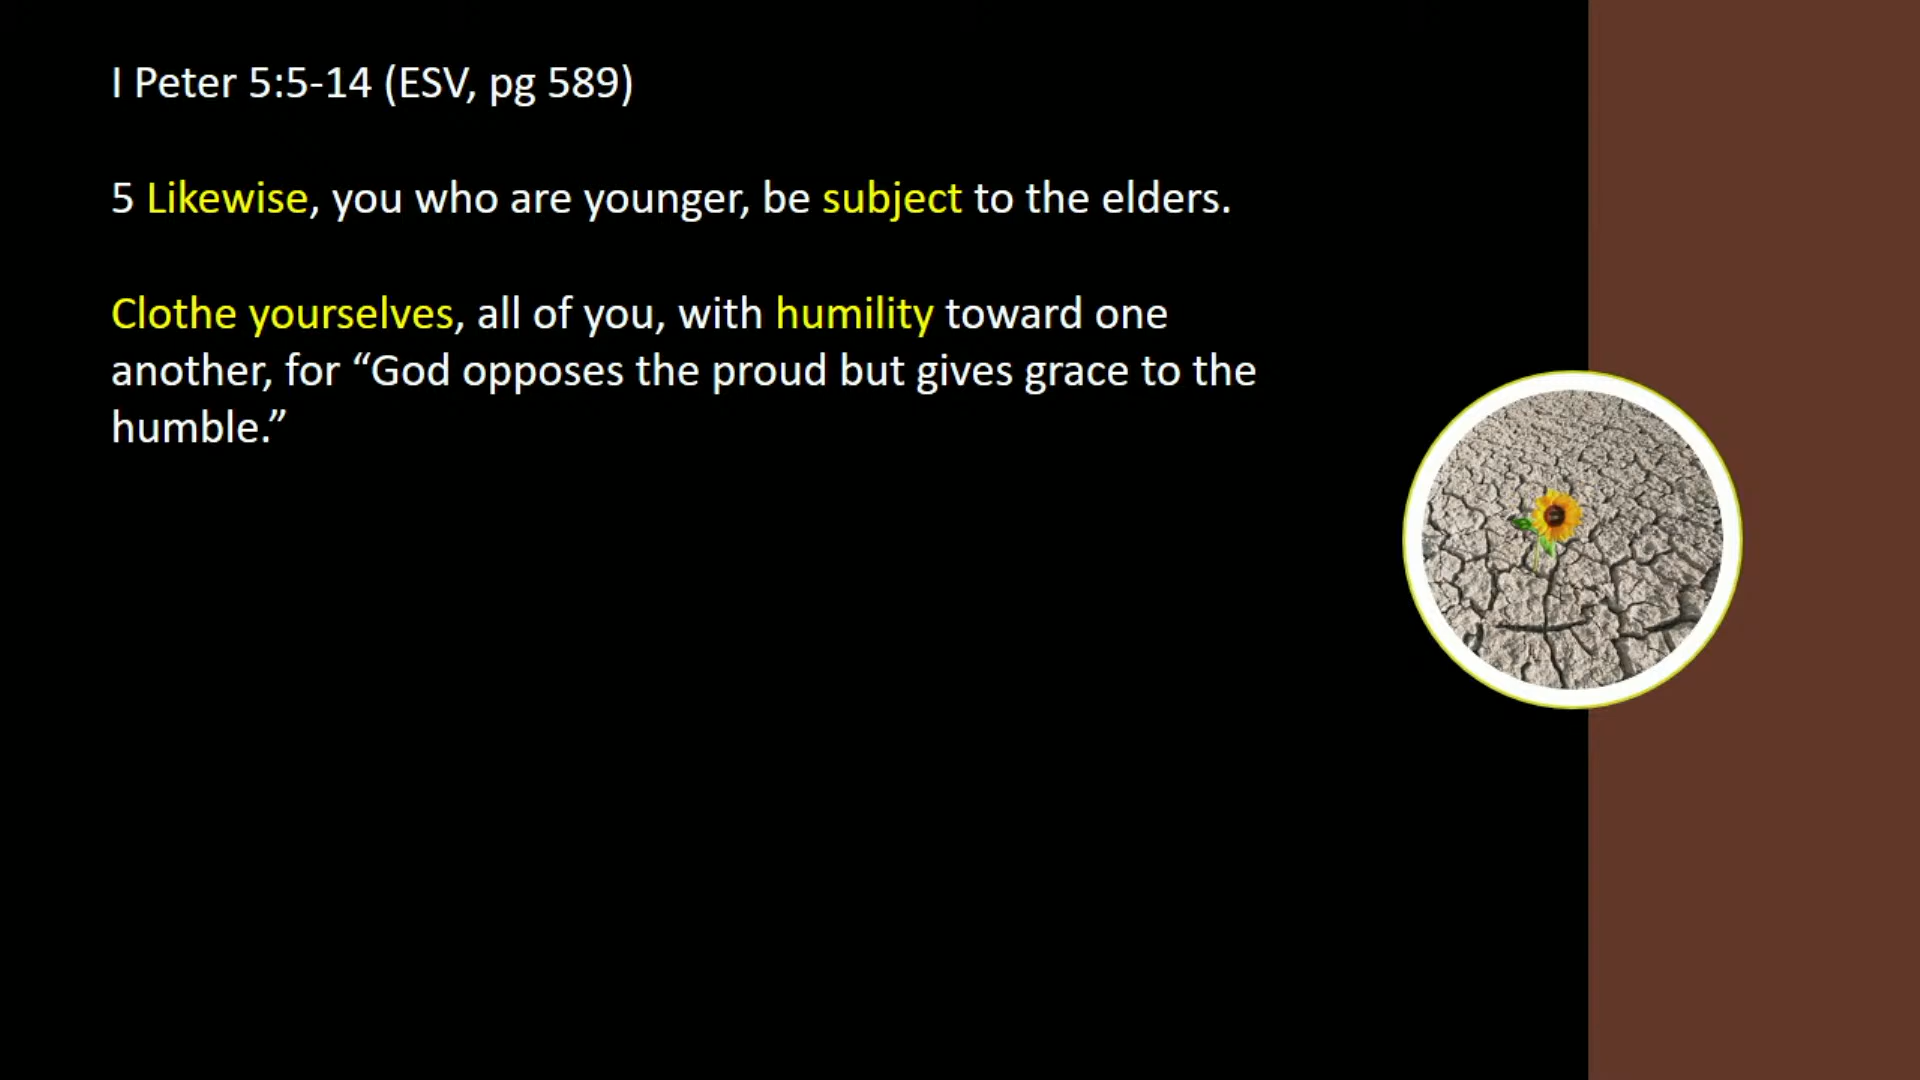 I Peter 5:5-14 (ESV, pg 589)
5 Likewise, you who are younger, be subject to the elders.
Clothe yourselves, all of you, with humility toward one
another, for “God opposes the proud but gives grace to the
humble.”